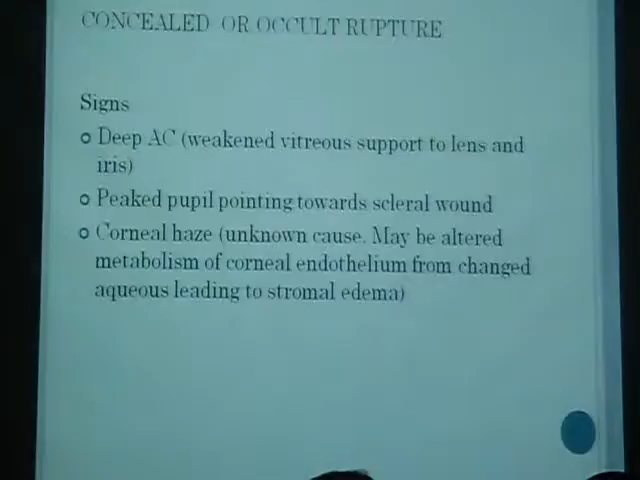 CONCEALED OR OCCULT RUPTURE
Signs
Deep AC (weakened vitreous support to lens and
iris)
Peaked pupil pointing towards scleral wound
Corneal haze (unknown cause. May be altered
metabolism of corneal endothelium from changed
aqueous leading to stromal edema)